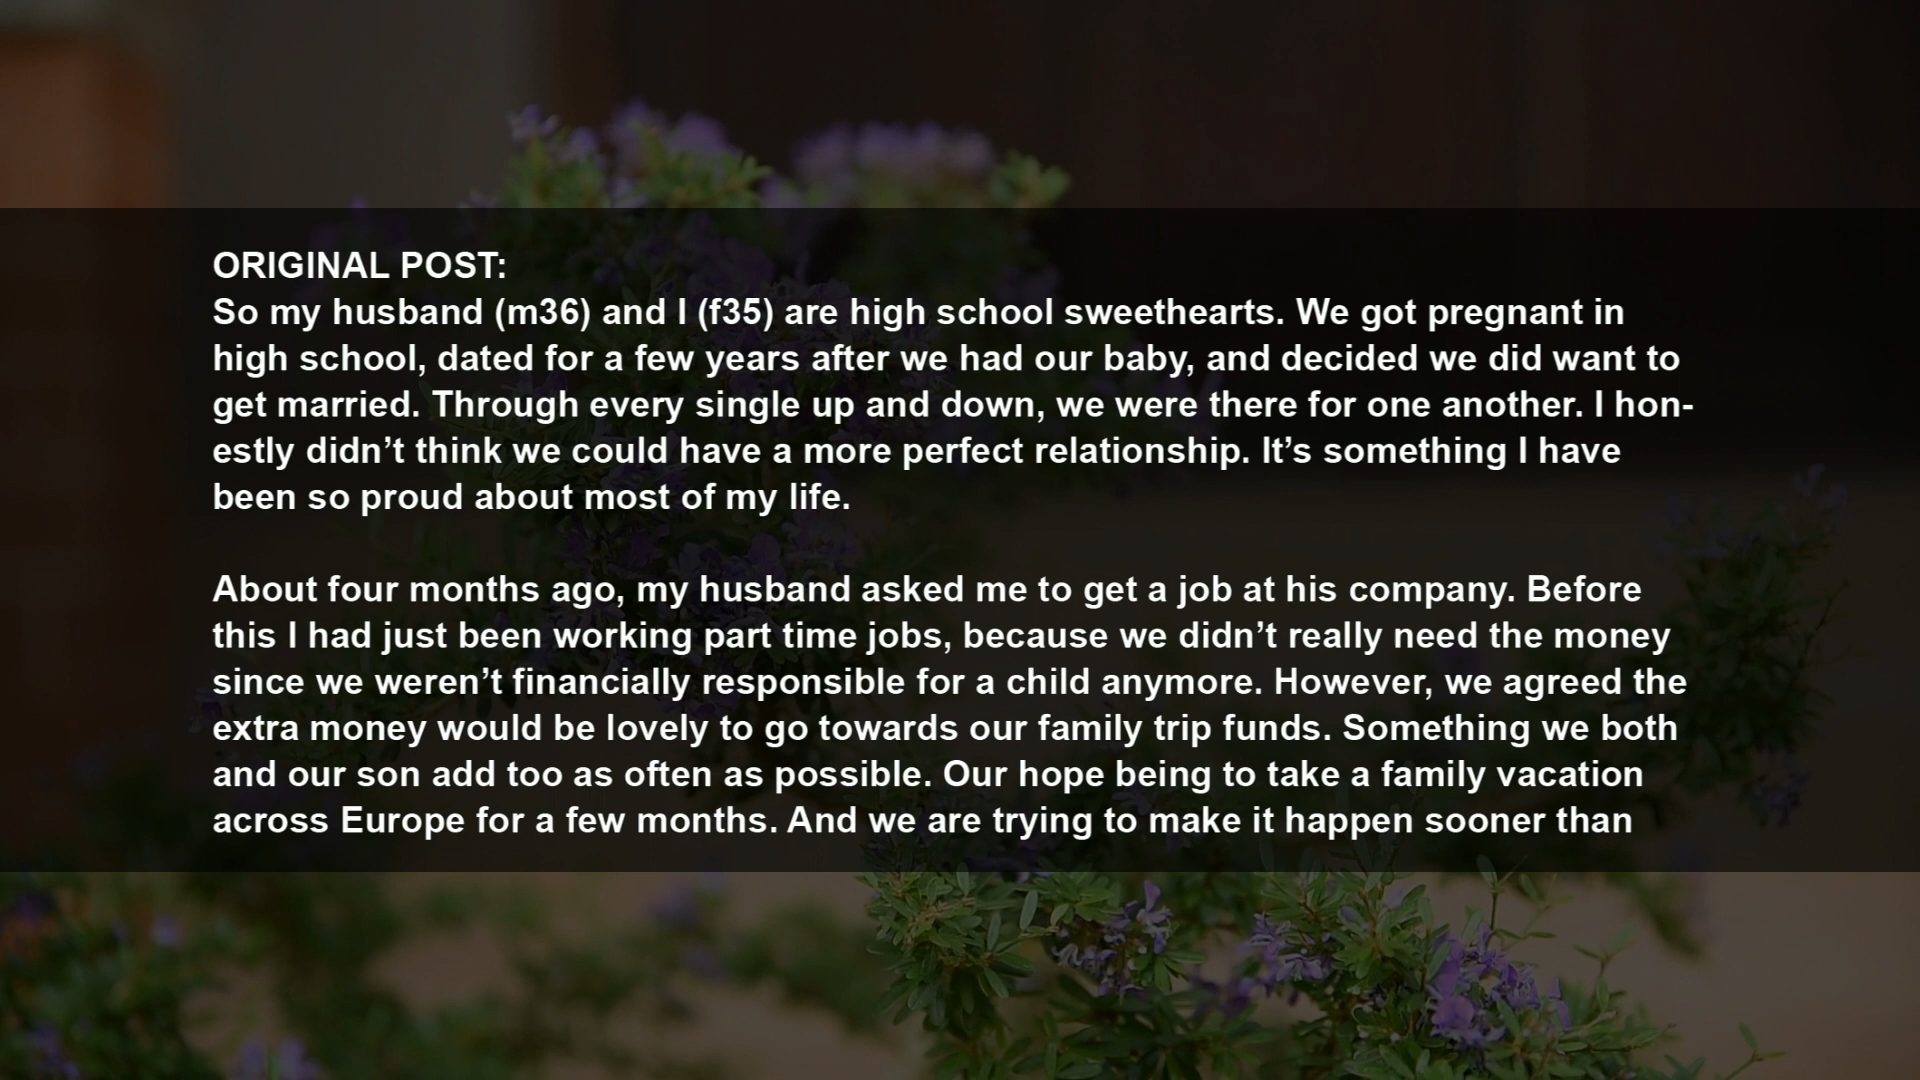 ORIGINAL POST:
So my husband (m36) and I (f35) are high school sweethearts. We got pregnant in
high school, dated for a few years after we had our baby, and decided we did want to
get married. Through every single up and down, we were there for one another. I hon-
estly didn’t think we could have a more perfect relationship. It’s something I have
been so proud about most of my life.

About four months ago, my husband asked me to get a job at his company. Before
this I had just been working part time jobs, because we didn’t really need the money
since we weren’t financially responsible for a child anymore. However, we agreed the
extra money would be lovely to go towards our family trip funds. Something we both
and our son add too as often as possible. Our hope being to take a family vacation
across Europe for a few months. And we are trying to make it happen sooner than